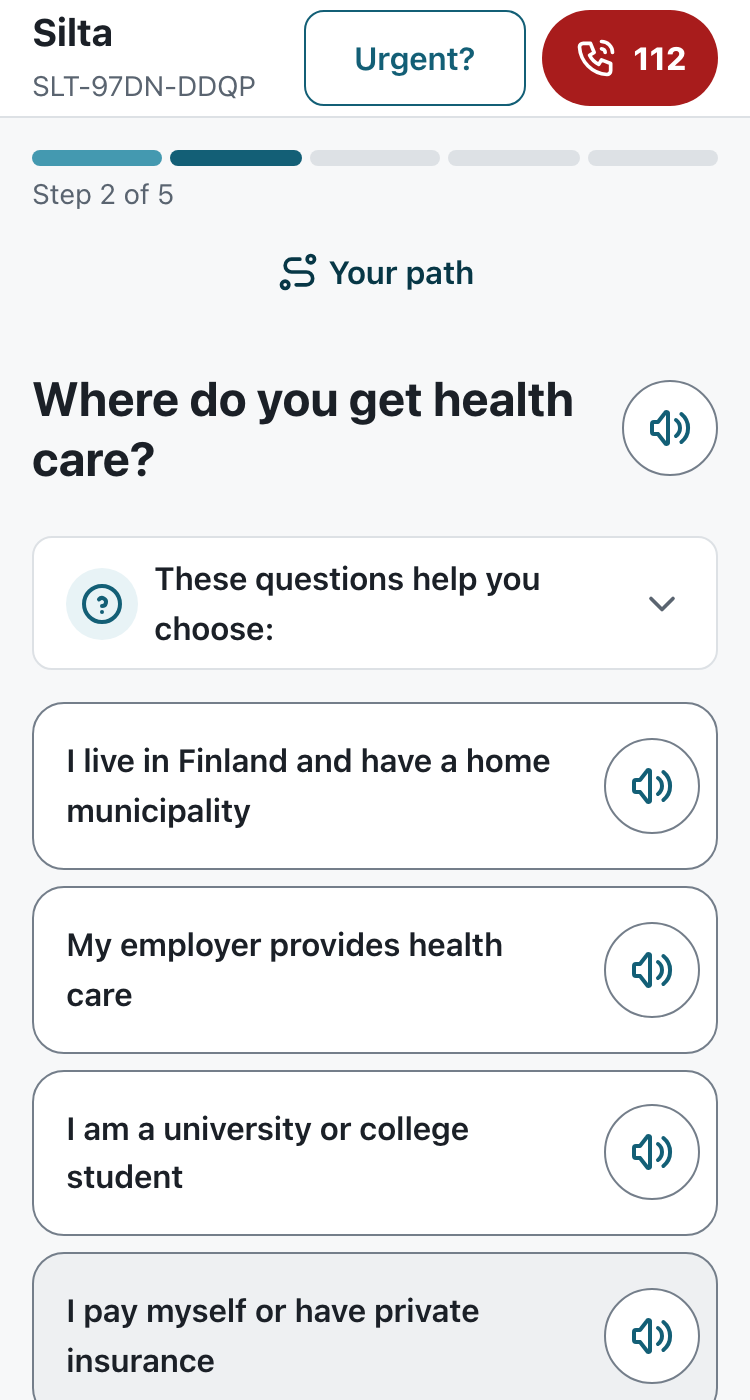 Silta
SLT-97DN-DDQP
Urgent?
112
Step 2 of 5
Your path
Where do you get health
care?
These questions help you
choose:
I live in Finland and have a home
municipality
My employer provides health
care
I am a university or college
student
I pay myself or have private
insurance